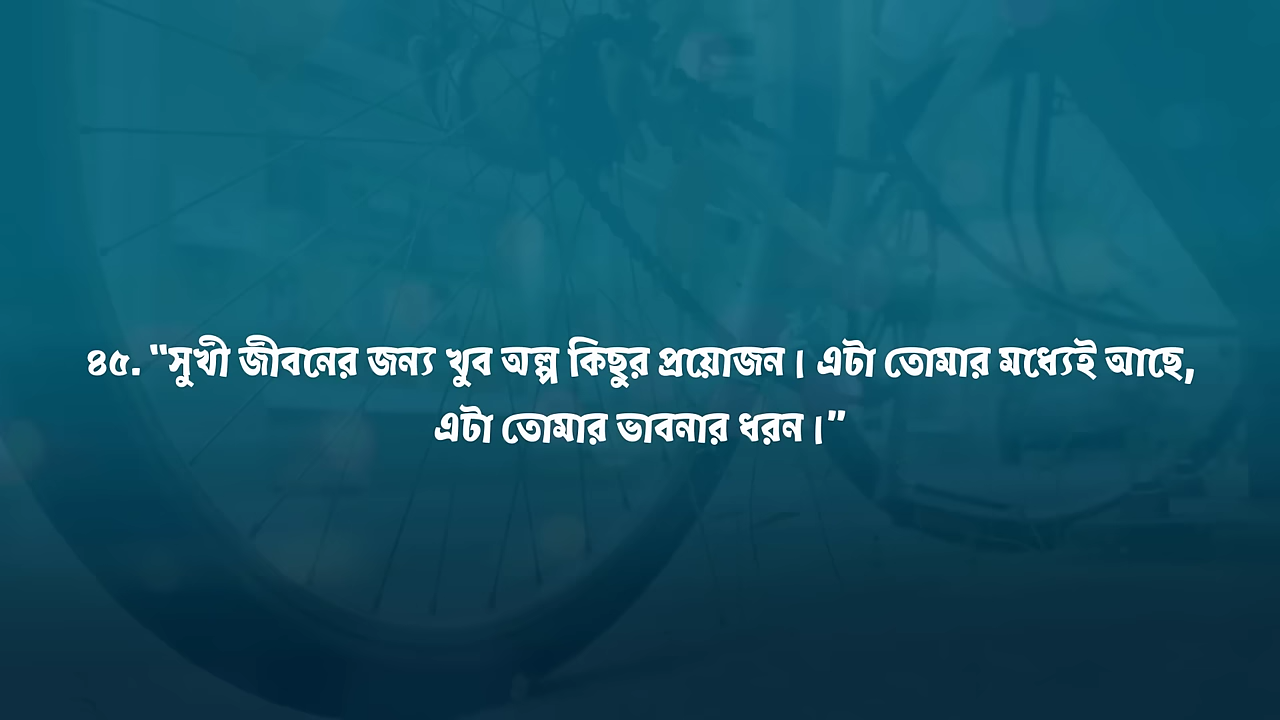 ৪৫. "সুখী জীবনের জন্য খুব অল্প কিছুর প্রয়োজন। এটা তোমার মধ্যেই আছে,
এটা তোমার ভাবনার ধরন।"